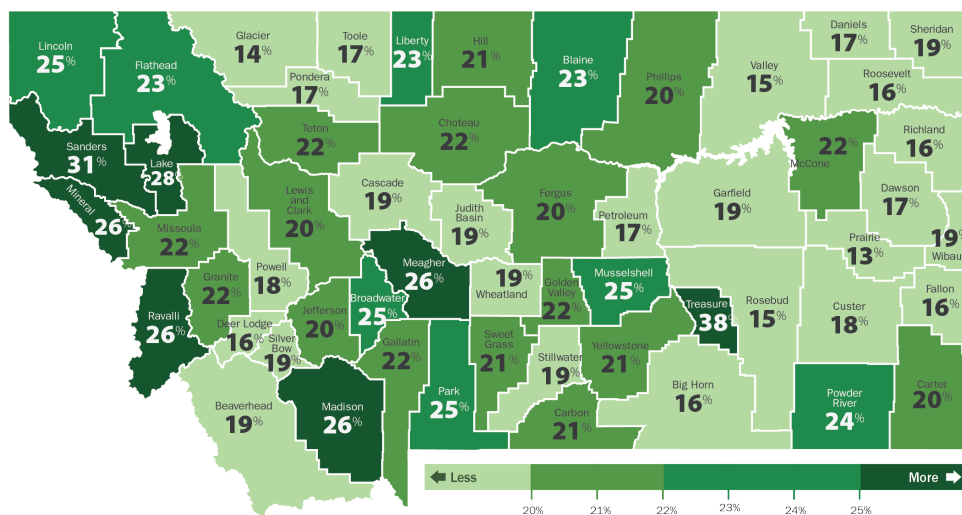 Lincoln
25%
Flathead
23%
Glacier
14%
Toole
17%
Pondera
17%
Liberty
23%
Hill
21%
Blaine
23%
Phillips
20%
Valley
15%
Daniels
17%
Sheridan
19%
Roosevelt
16%
Sanders
31%
Lake
28%
Mineral
26%
Missoula
22%
Teton
22%
Choteau
22%
Lewis
and
Clark
20%
Cascade
19%
Judith
Basin
19%
Fergus
20%
Petroleum
17%
Garfield
19%
22%
McCone
Richland
16%
Dawson
17%
Prairie
13%
19%
Wibau
Powell
18%
Granite
22%
Ravalli
26%
Deer Lodge
16%
Silver
Bow
19%
Jefferson
20%
Broadwater
25%
Meagher
26%
19%
Wheatland
Golden
Valley
22%
Musselshell
25%
Treasure
38%
Rosebud
15%
Custer
18%
Fallon
16%
Beaverhead
19%
Madison
26%
Gallatin
22%
Park
25%
Sweet
Grass
21%
Stillwater
19%
Yellowstone
21%
Carbon
21%
Big Horn
16%
Powder
River
24%
Carter
20%
Less
More
20% 21% 22% 23% 24% 25%